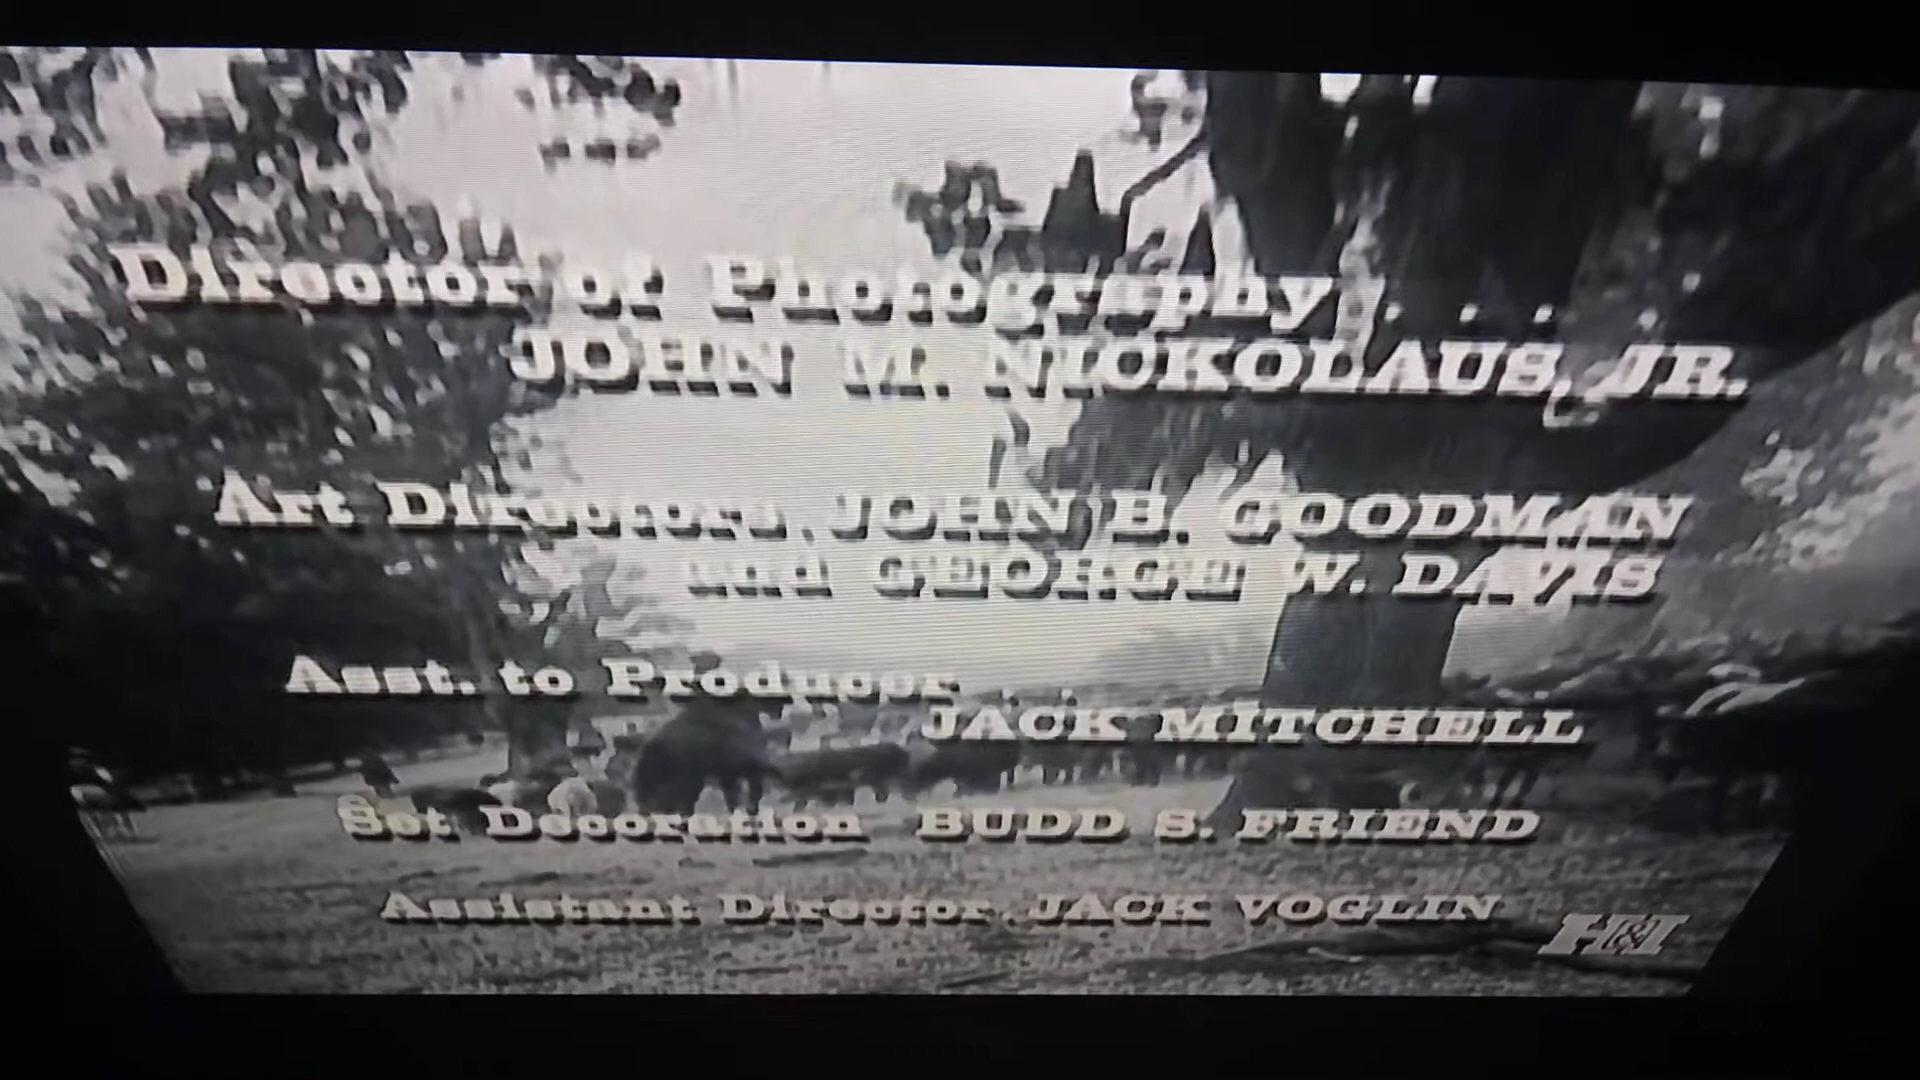 Director of Photography . . . .
JOHN M. NICKOLAUS, JR.
Art Directors, JOHN B. GOODMAN
and GEORGE W. DAVIS
Asst. to Producer . . .
JACK MITCHELL
Set Decoration BUDD S. FRIEND
Assistant Director, JACK VOGLIN
H&I